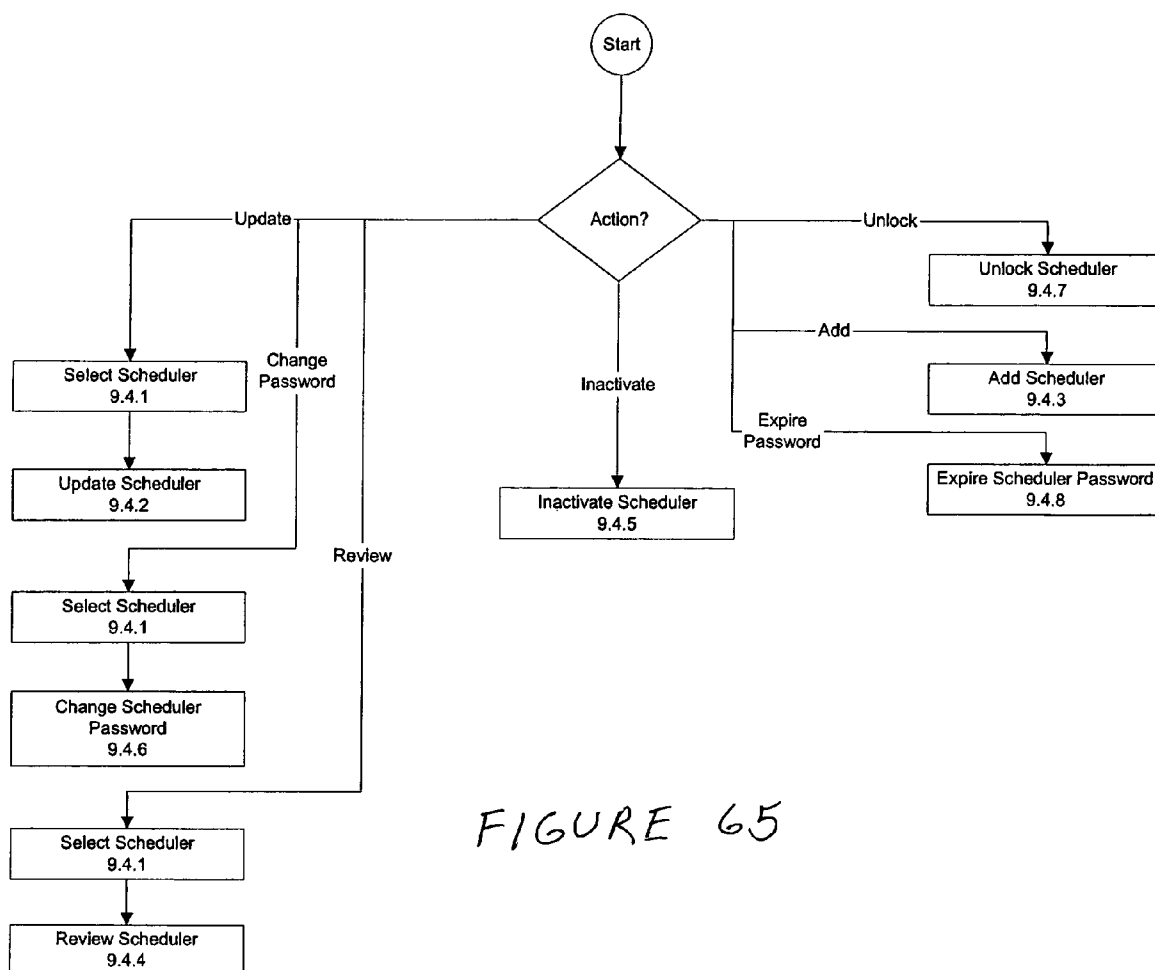 Start
Action?
Update
Unlock
Unlock Scheduler
9.4.7
Add
Add Scheduler
9.4.3
Expire
Password
Expire Scheduler Password
9.4.8
Inactivate
Inactivate Scheduler
9.4.5
Select Scheduler
9.4.1
Update Scheduler
9.4.2
Change
Password
Select Scheduler
9.4.1
Change Scheduler
Password
9.4.6
Review
Select Scheduler
9.4.1
Review Scheduler
9.4.4
FIGURE 65